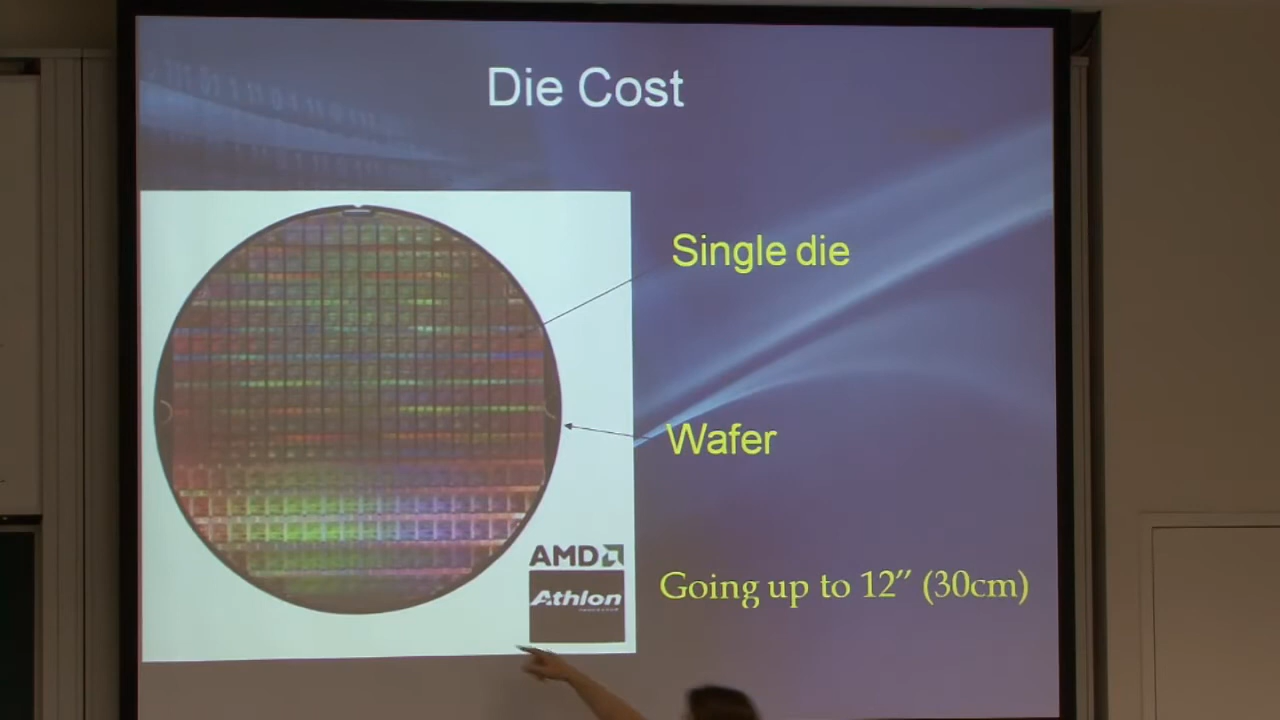 Die Cost
Single die
Wafer
AMD
Athlon
Going up to 12″ (30cm)